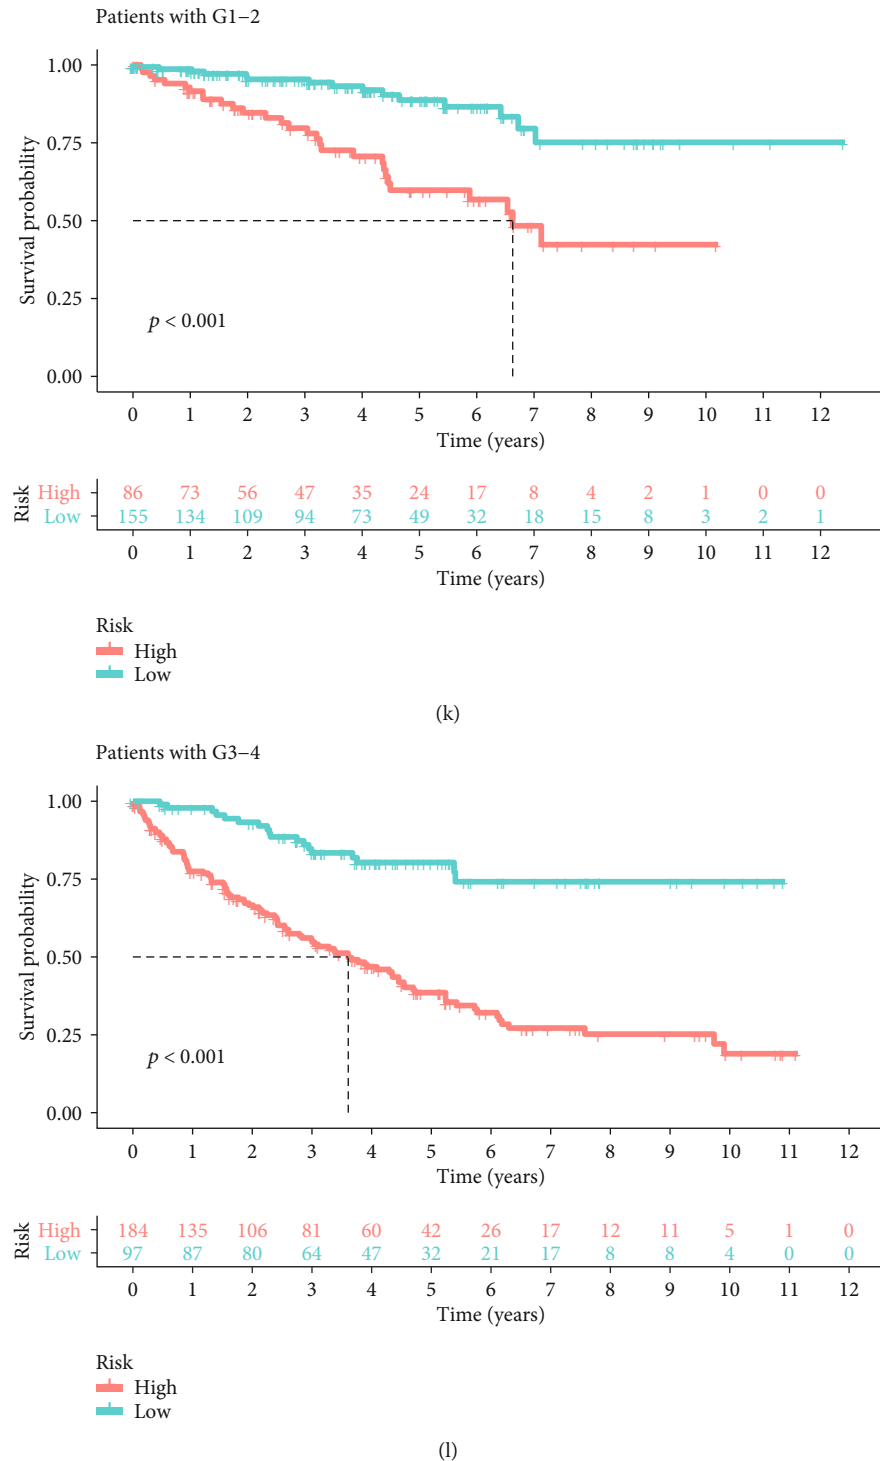 Patients with G1–2
Survival probability
1.00
0.75
0.50
0.25
0.00
p < 0.001
0 1 2 3 4 5 6 7 8 9 10 11 12
Time (years)
Risk
High 86 73 56 47 35 24 17 8 4 2 1 0 0
Low 155 134 109 94 73 49 32 18 15 8 3 2 1
0 1 2 3 4 5 6 7 8 9 10 11 12
Time (years)
Risk
High
Low
(k)
Patients with G3–4
Survival probability
1.00
0.75
0.50
0.25
0.00
p < 0.001
0 1 2 3 4 5 6 7 8 9 10 11 12
Time (years)
Risk
High 184 135 106 81 60 42 26 17 12 11 5 1 0
Low 97 87 80 64 47 32 21 17 8 8 4 0 0
0 1 2 3 4 5 6 7 8 9 10 11 12
Time (years)
Risk
High
Low
(l)